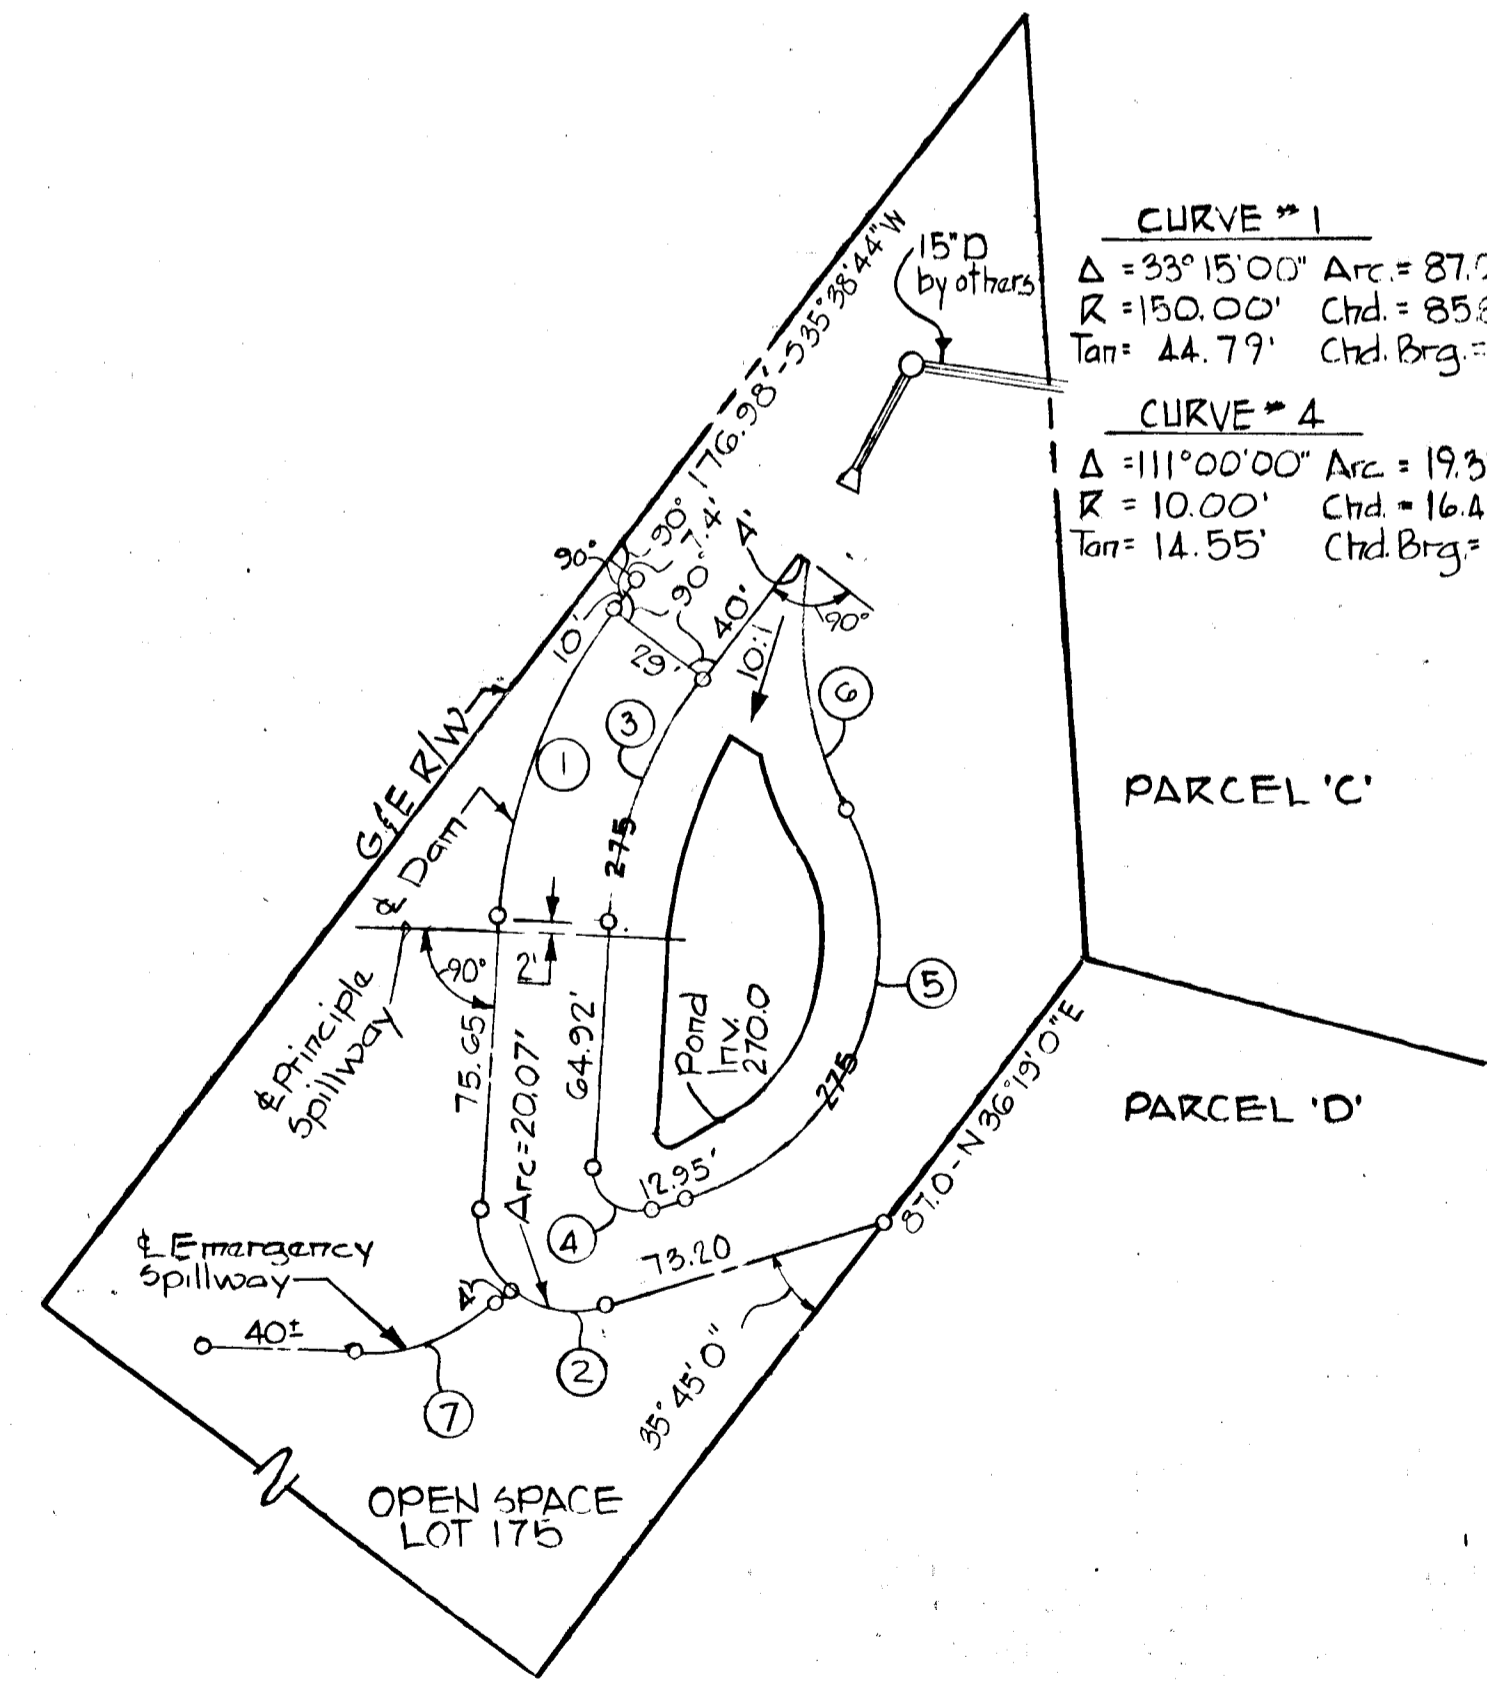 CURVE # 1
Δ = 33° 15' 00" Arc. = 87.
R = 150.00' Chd. = 85.
Tan = 44.79' Chd. Brg. =
CURVE # 4
Δ = 111° 00' 00" Arc = 19.3
R = 10.00' Chd. = 16.4
Tan = 14.55' Chd. Brg. =
15"D
by others
176.98' - S35° 38' 44" W
90°
90°
7.4'
90°
4'
40'
90°
10'
29'
10:1
G&E R/W
1
3
6
275
℄ Dam
PARCEL 'C'
90°
2'
℄ Principle
Spillway
75.65
Arc = 20.07'
64.92'
Pond
Inv.
270.0
5
275
87.0 - N 36° 19' 0" E
PARCEL 'D'
12.95'
4
73.20
℄ Emergency
Spillway
4'
40±
2
7
35° 45' 0"
OPEN SPACE
LOT 175